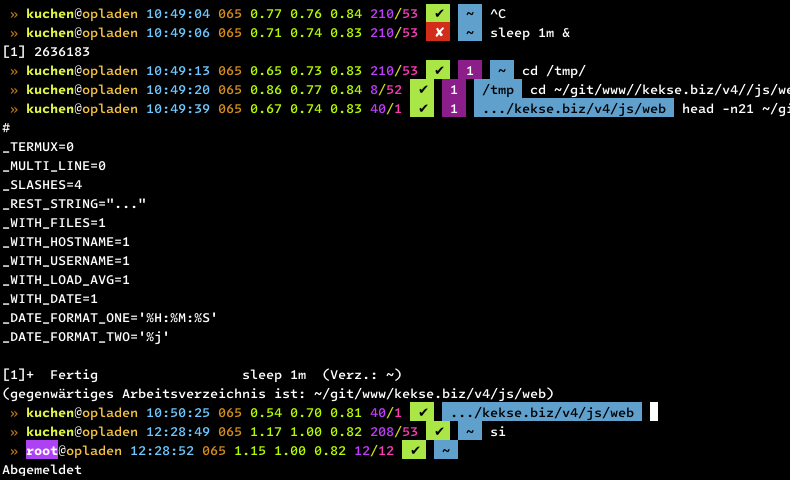 » kuchen@opladen 10:49:04 065 0.77 0.76 0.84 210/53 ✔ ~ ^C
» kuchen@opladen 10:49:06 065 0.71 0.74 0.83 210/53 ✘ ~ sleep 1m &
[1] 2636183
» kuchen@opladen 10:49:13 065 0.65 0.73 0.83 210/53 ✔ 1 ~ cd /tmp/
» kuchen@opladen 10:49:20 065 0.86 0.77 0.84 8/52 ✔ 1 /tmp cd ~/git/www//kekse.biz/v4//js/we
» kuchen@opladen 10:49:39 065 0.67 0.74 0.83 40/1 ✔ 1 .../kekse.biz/v4/js/web head -n21 ~/gi
#
_TERMUX=0
_MULTI_LINE=0
_SLASHES=4
_REST_STRING="..."
_WITH_FILES=1
_WITH_HOSTNAME=1
_WITH_USERNAME=1
_WITH_LOAD_AVG=1
_WITH_DATE=1
_DATE_FORMAT_ONE='%H:%M:%S'
_DATE_FORMAT_TWO='%j'
[1]+ Fertig sleep 1m (Verz.: ~)
(gegenwärtiges Arbeitsverzeichnis ist: ~/git/www/kekse.biz/v4/js/web)
» kuchen@opladen 10:50:25 065 0.54 0.70 0.81 40/1 ✔ .../kekse.biz/v4/js/web
» kuchen@opladen 12:28:49 065 1.17 1.00 0.82 208/53 ✔ ~ si
» root@opladen 12:28:52 065 1.15 1.00 0.82 12/12 ✔ ~
Abgemeldet